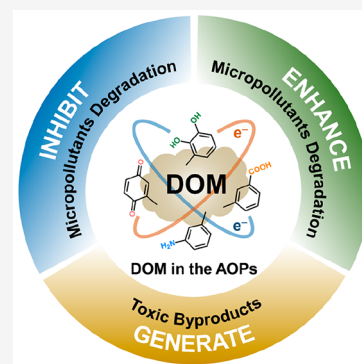 INHIBIT
Micropollutants Degradation
ENHANCE
Micropollutants Degradation
HO
OH
e⁻
O
O
DOM
COOH
H₂N
e⁻
DOM in the AOPs
Toxic Byproducts
GENERATE